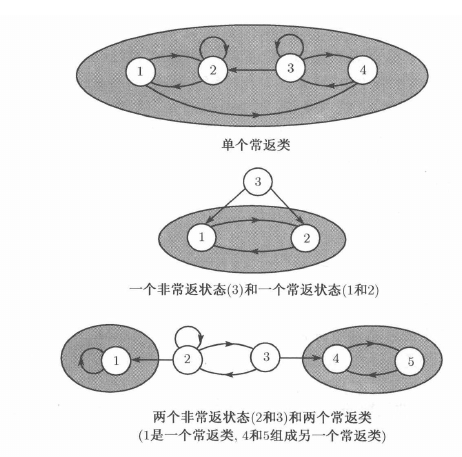 1 2 3 4
单个常返类
3
1 2
一个非常返状态(3)和一个常返状态(1和2)
1 2 3 4 5
两个非常返状态(2和3)和两个常返类
(1是一个常返类, 4和5组成另一个常返类)